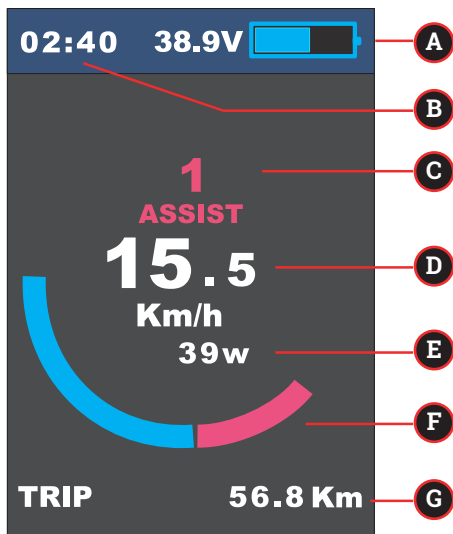 02:40 38.9V A
B
1 C
ASSIST
15.5 D
Km/h
39w E
F
TRIP 56.8 Km G